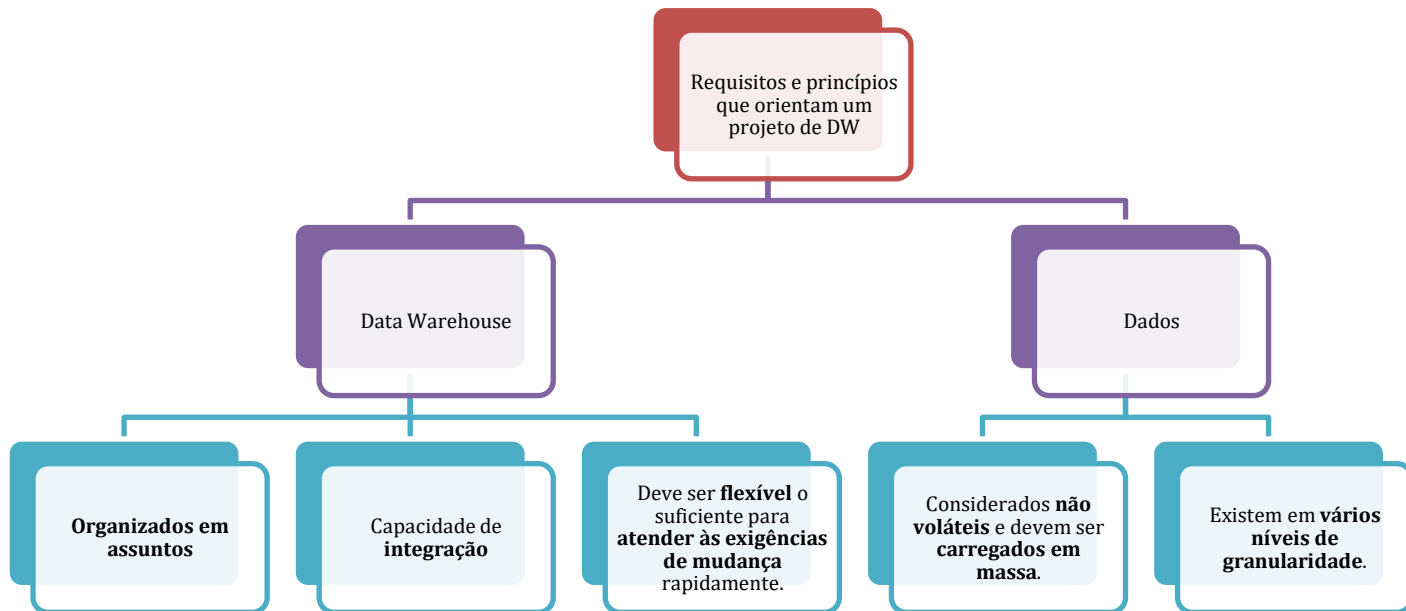 Requisitos e princípios
que orientam um
projeto de DW
Data Warehouse
Dados
Organizados em
assuntos
Capacidade de
integração
Deve ser flexível o
suficiente para
atender às exigências
de mudança
rapidamente.
Considerados não
voláteis e devem ser
carregados em
massa.
Existem em vários
níveis de
granularidade.